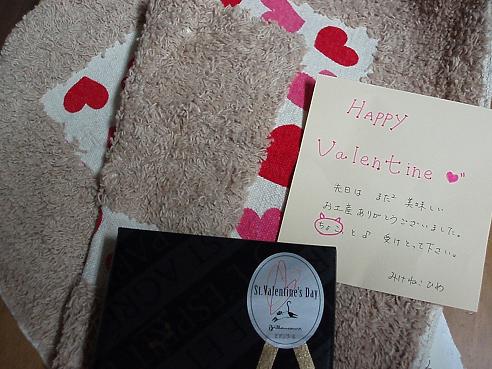 HAPPY
Valentine
先日は またまた 美味しい
お土産ありがとうございました。
ちょこ と♪ 受けとって下さい。
みけねこひめ
St.Valentine's Day